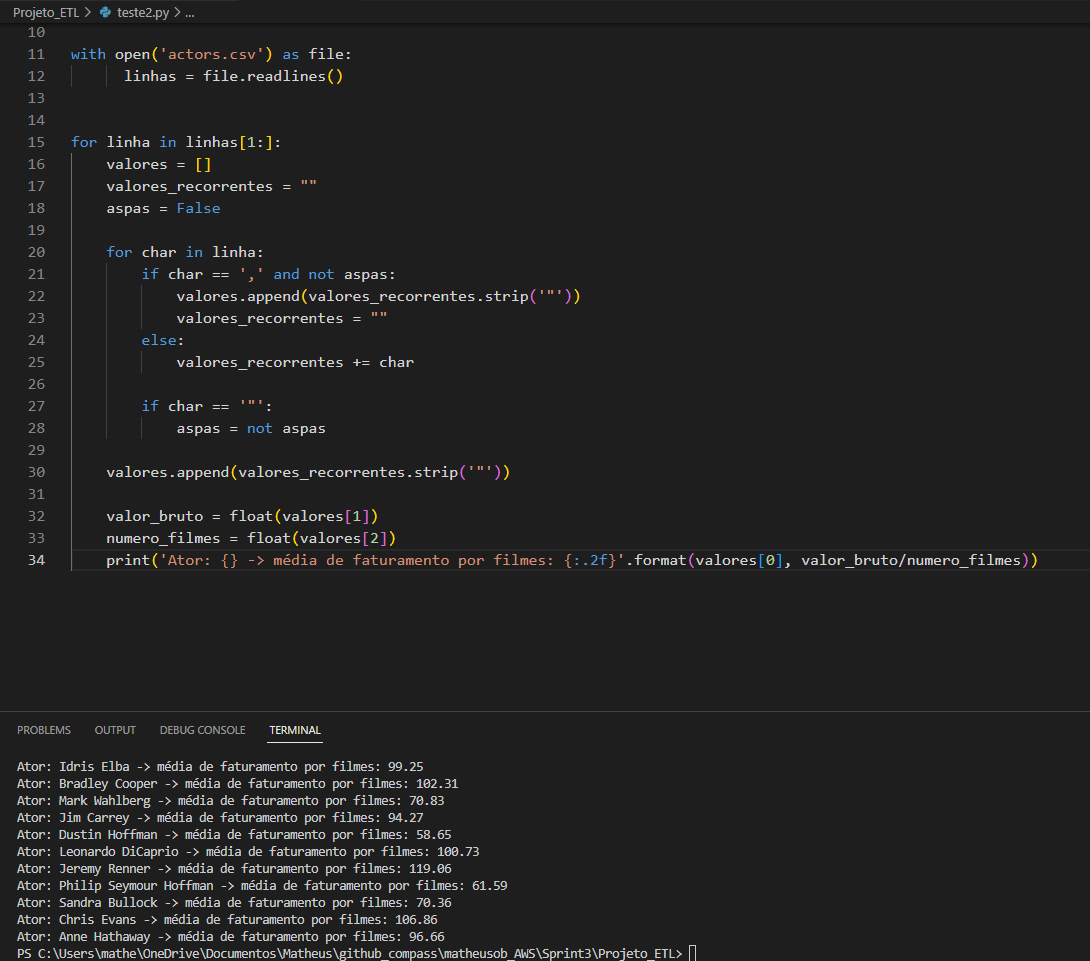 Projeto_ETL > teste2.py > ...
10
11 with open('actors.csv') as file:
12 linhas = file.readlines()
13
14
15 for linha in linhas[1:]:
16 valores = []
17 valores_recorrentes = ""
18 aspas = False
19
20 for char in linha:
21 if char == ',' and not aspas:
22 valores.append(valores_recorrentes.strip('"'))
23 valores_recorrentes = ""
24 else:
25 valores_recorrentes += char
26
27 if char == '"':
28 aspas = not aspas
29
30 valores.append(valores_recorrentes.strip('"'))
31
32 valor_bruto = float(valores[1])
33 numero_filmes = float(valores[2])
34 print('Ator: {} -> média de faturamento por filmes: {:.2f}'.format(valores[0], valor_bruto/numero_filmes))
PROBLEMS OUTPUT DEBUG CONSOLE TERMINAL
Ator: Idris Elba -> média de faturamento por filmes: 99.25
Ator: Bradley Cooper -> média de faturamento por filmes: 102.31
Ator: Mark Wahlberg -> média de faturamento por filmes: 70.83
Ator: Jim Carrey -> média de faturamento por filmes: 94.27
Ator: Dustin Hoffman -> média de faturamento por filmes: 58.65
Ator: Leonardo DiCaprio -> média de faturamento por filmes: 100.73
Ator: Jeremy Renner -> média de faturamento por filmes: 119.06
Ator: Philip Seymour Hoffman -> média de faturamento por filmes: 61.59
Ator: Sandra Bullock -> média de faturamento por filmes: 70.36
Ator: Chris Evans -> média de faturamento por filmes: 106.86
Ator: Anne Hathaway -> média de faturamento por filmes: 96.66
PS C:\Users\mathe\OneDrive\Documentos\Matheus\github_compass\matheusob_AWS\Sprint3\Projeto_ETL>